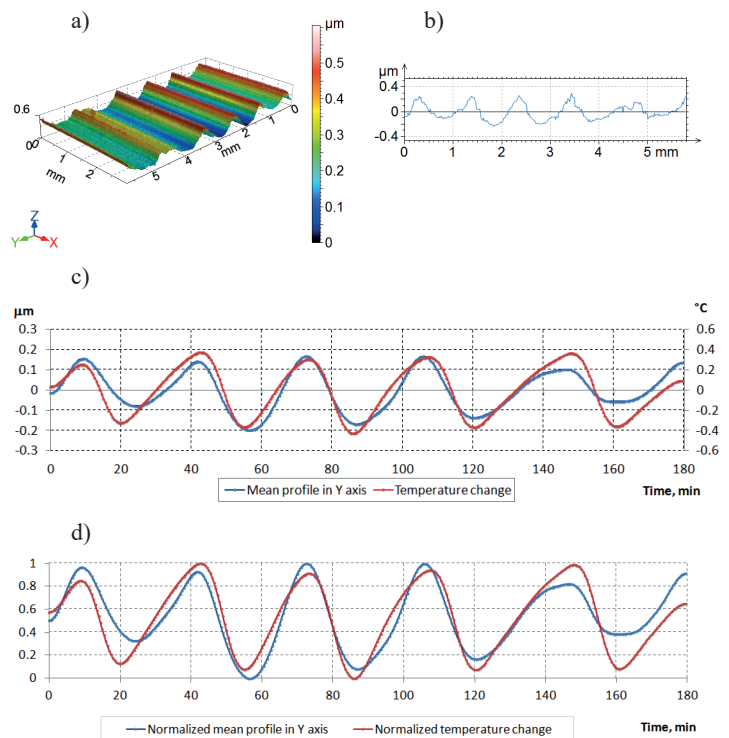 a)
μm
0.6
0.5
0.4
0.3
0.2
0.1
0
0.6
0
0
1
2
mm
5
4
3
2
1
0
mm
Z
Y
X
b)
μm
0.4
0
-0.4
0 1 2 3 4 5 mm
c)
μm °C
0.3 0.6
0.2 0.4
0.1 0.2
0 0
-0.1 -0.2
-0.2 -0.4
-0.3 -0.6
0 20 40 60 80 100 120 140 160 180
Mean profile in Y axis Temperature change
Time, min
d)
1
0.8
0.6
0.4
0.2
0
0 20 40 60 80 100 120 140 160 180
Normalized mean profile in Y axis Normalized temperature change
Time, min